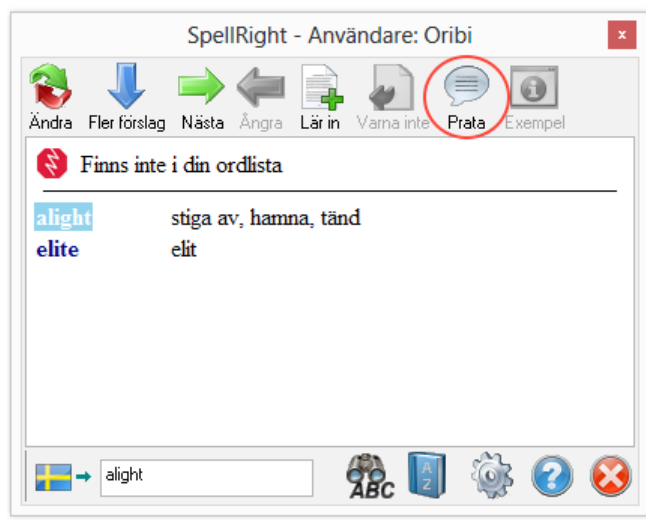 SpellRight - Användare: Oribi
x
Ändra Fler förslag Nästa Ångra Lär in Varna inte Prata Exempel
Finns inte i din ordlista
alight stiga av, hamna, tänd
elite elit
alight ABC A Z ?